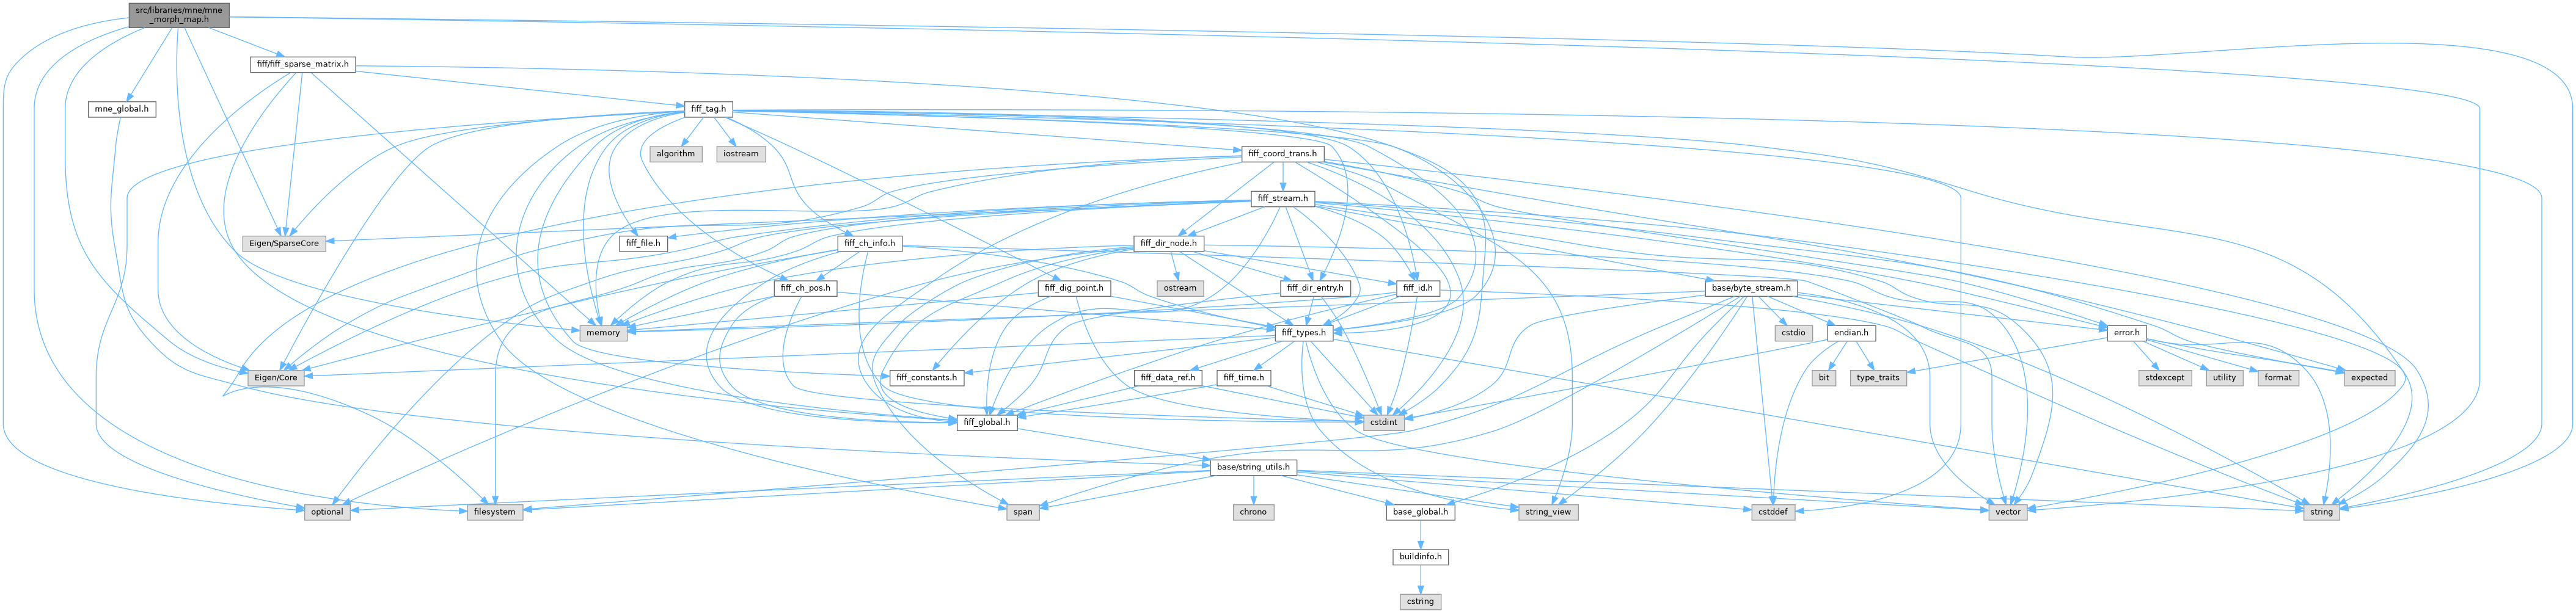 src/libraries/mne/mne
_morph_map.h
fiff/fiff_sparse_matrix.h
mne_global.h
fiff_tag.h
algorithm
iostream
fiff_coord_trans.h
fiff_stream.h
Eigen/SparseCore
fiff_file.h
fiff_ch_info.h
fiff_dir_node.h
fiff_ch_pos.h
fiff_dig_point.h
ostream
fiff_dir_entry.h
fiff_id.h
base/byte_stream.h
memory
fiff_types.h
cstdio
endian.h
error.h
Eigen/Core
fiff_constants.h
fiff_data_ref.h
fiff_time.h
bit
type_traits
stdexcept
utility
format
expected
fiff_global.h
cstdint
base/string_utils.h
optional
filesystem
span
chrono
base_global.h
string_view
cstddef
vector
string
buildinfo.h
cstring